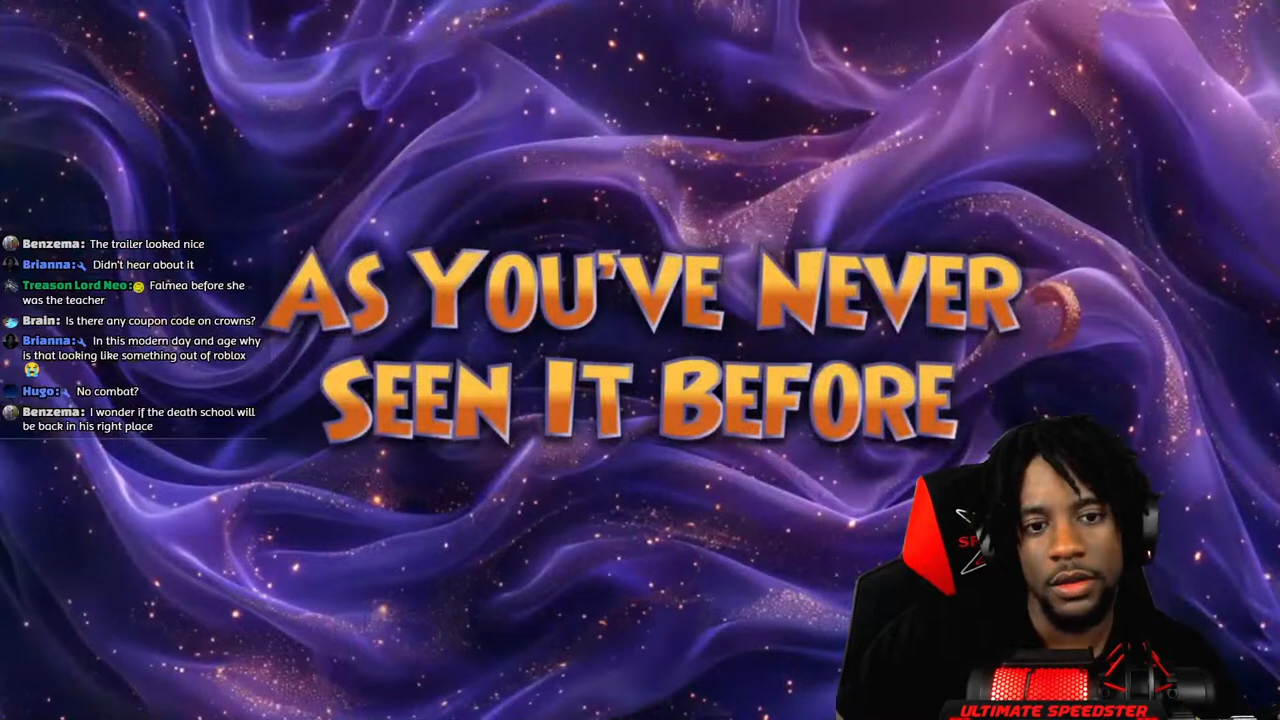 Benzema: The trailer looked nice
Brianna: Didn't hear about it
Treason Lord Neo: Falmea before she
was the teacher
Brain: Is there any coupon code on crowns?
Brianna: In this modern day and age why
is that looking like something out of roblox
😭
Hugo: No combat?
Benzema: I wonder if the death school will
be back in his right place
AS YOU'VE NEVER
SEEN IT BEFORE
ULTIMATE SPEEDSTER